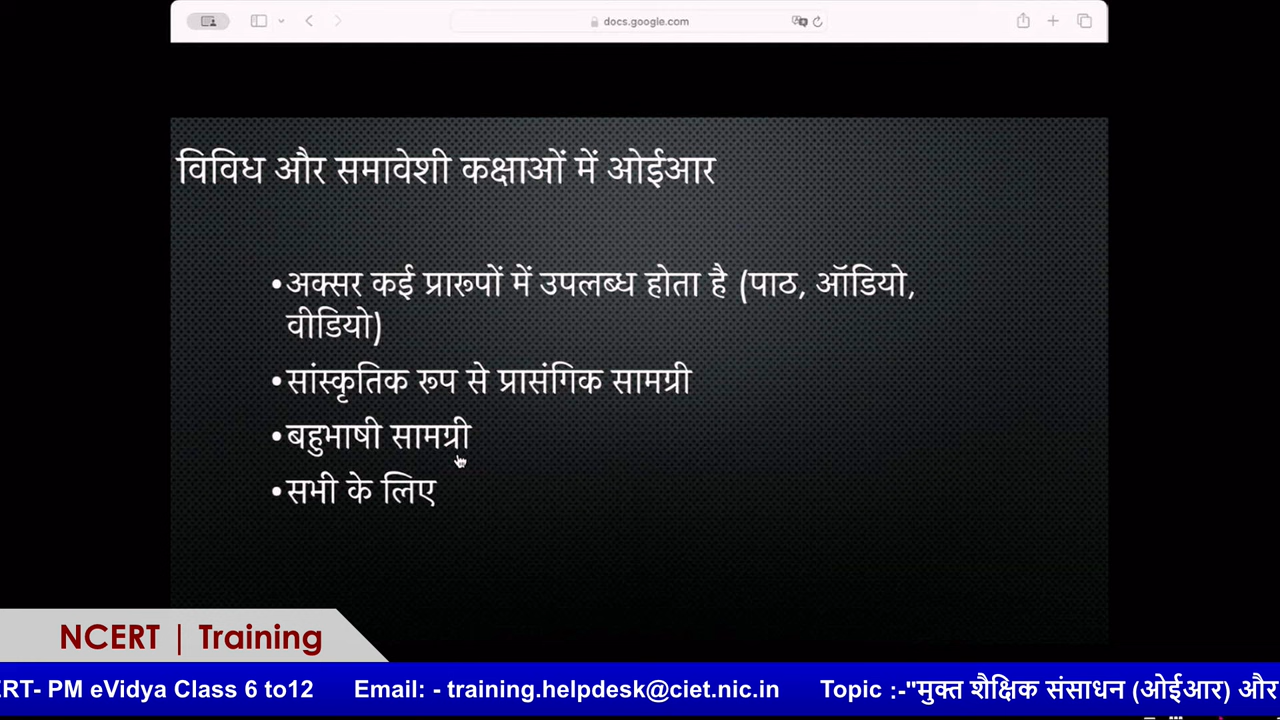 docs.google.com
विविध और समावेशी कक्षाओं में ओईआर
•अक्सर कई प्रारूपों में उपलब्ध होता है (पाठ, ऑडियो,
वीडियो)
•सांस्कृतिक रूप से प्रासंगिक सामग्री
•बहुभाषी सामग्री
•सभी के लिए
NCERT | Training
ERT- PM eVidya Class 6 to12 Email: - training.helpdesk@ciet.nic.in Topic :-"मुक्त शैक्षिक संसाधन (ओईआर) और